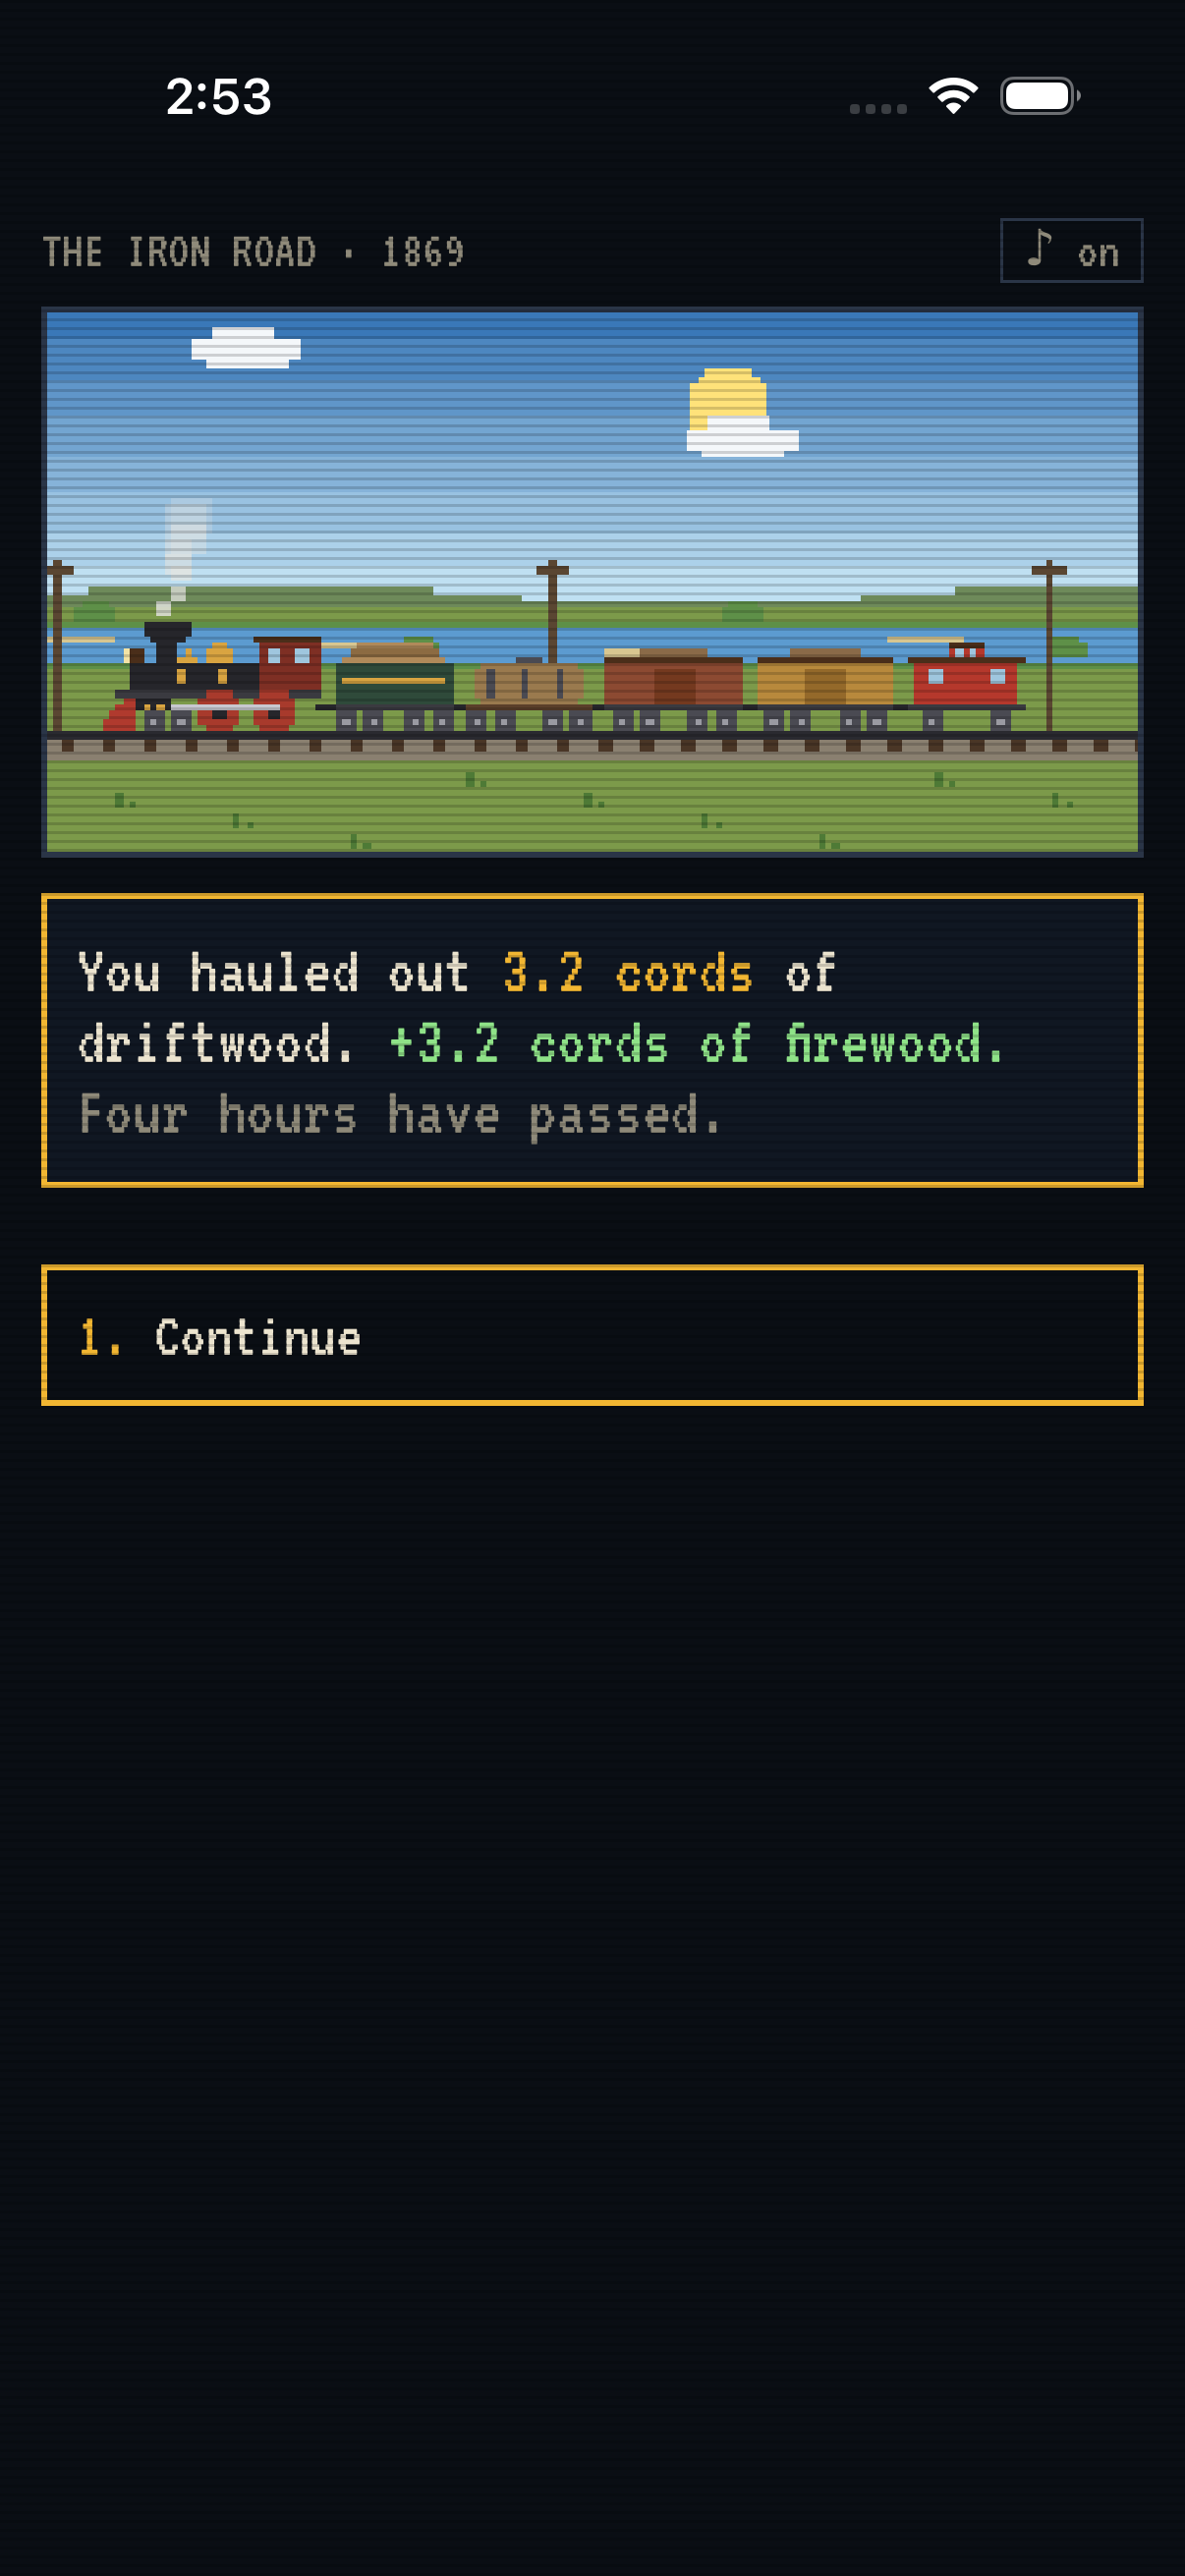 2:53
THE IRON ROAD · 1869
♪ on
You hauled out 3.2 cords of
driftwood. +3.2 cords of firewood.
Four hours have passed.
1. Continue